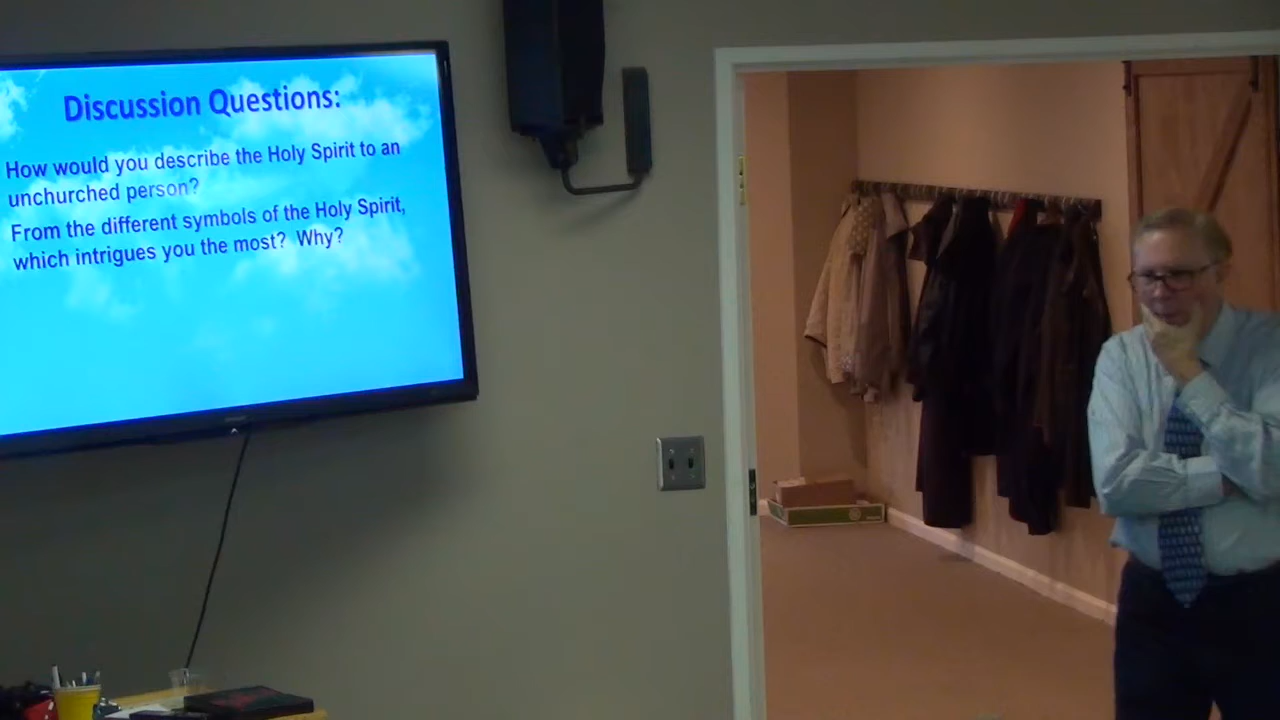 Discussion Questions:
How would you describe the Holy Spirit to an
unchurched person?
From the different symbols of the Holy Spirit,
which intrigues you the most? Why?